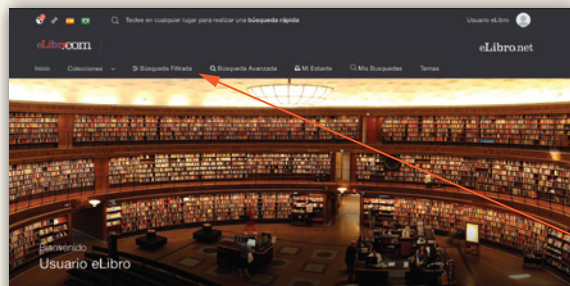 Teclee en cualquier lugar para realizar una búsqueda rápida
Usuario eLibro
eLibro.com
eLibro.net
Inicio Colecciones Búsqueda Filtrada Búsqueda Avanzada Mi Estante Mis Busquedas Temas
Bienvenido
Usuario eLibro